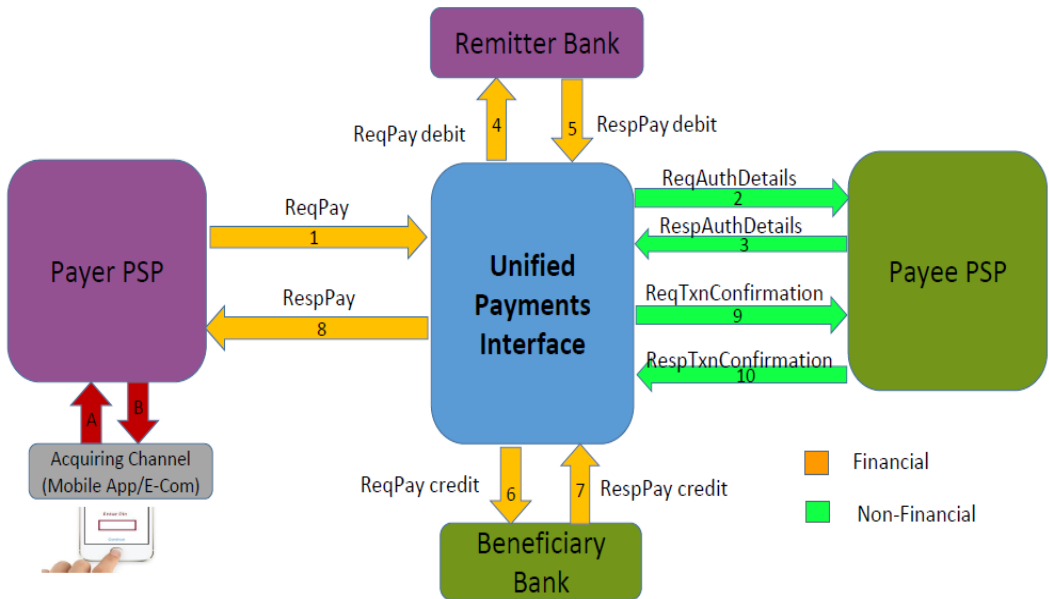 Remitter Bank
ReqPay debit
4
5
RespPay debit
Payer PSP
ReqPay
1
RespPay
8
Unified
Payments
Interface
ReqAuthDetails
2
RespAuthDetails
3
ReqTxnConfirmation
9
RespTxnConfirmation
10
Payee PSP
A
B
Acquiring Channel
(Mobile App/E-Com)
ReqPay credit
6
7
RespPay credit
Beneficiary
Bank
Financial
Non-Financial